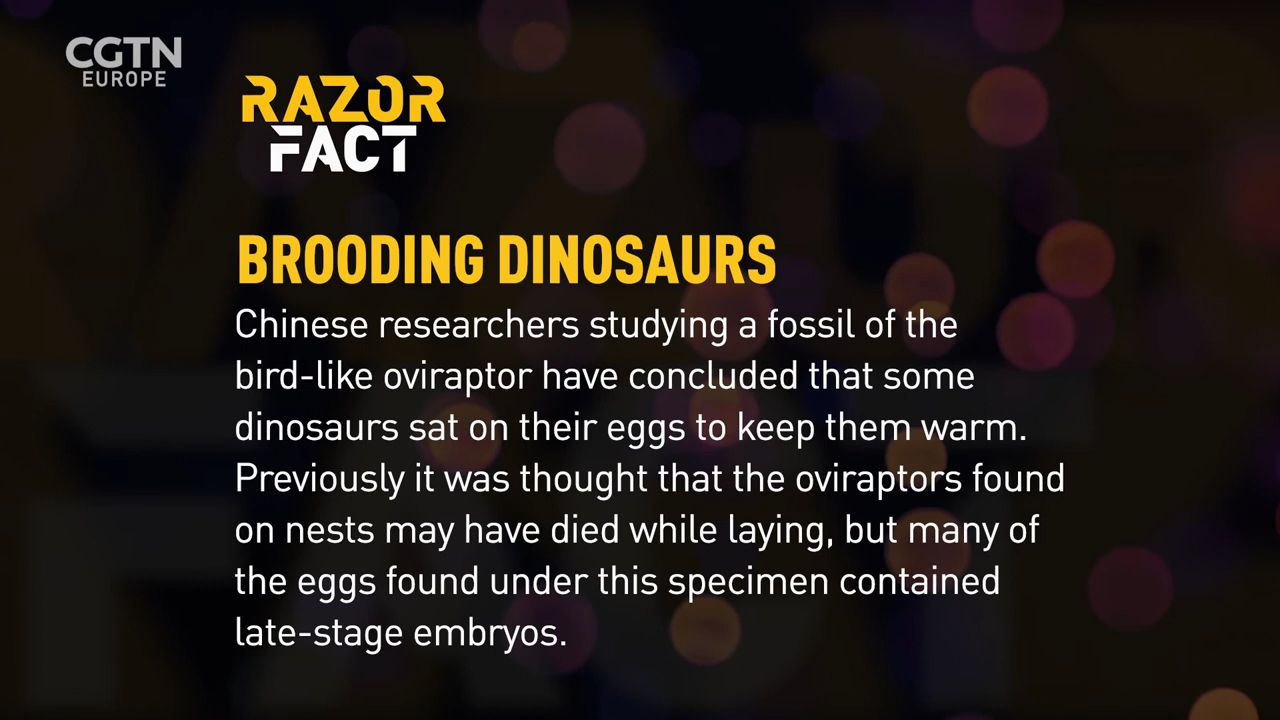 CGTN
EUROPE
RAZOR
FACT
BROODING DINOSAURS
Chinese researchers studying a fossil of the
bird-like oviraptor have concluded that some
dinosaurs sat on their eggs to keep them warm.
Previously it was thought that the oviraptors found
on nests may have died while laying, but many of
the eggs found under this specimen contained
late-stage embryos.